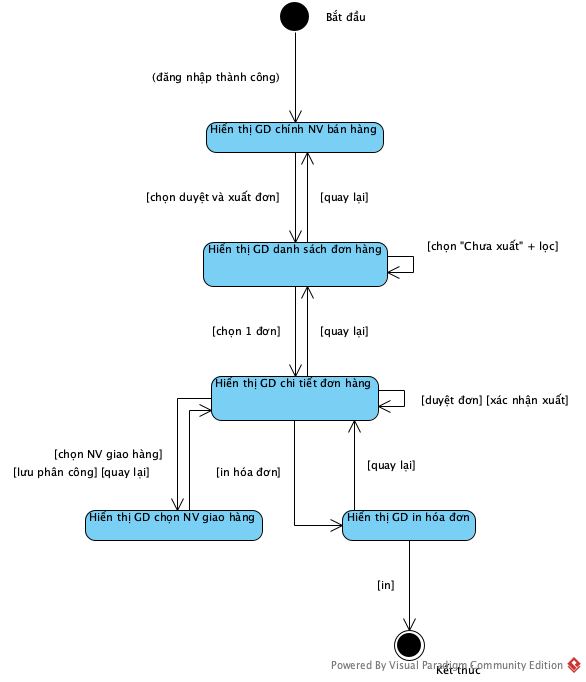 Bắt đầu
(đăng nhập thành công)
Hiển thị GD chính NV bán hàng
[chọn duyệt và xuất đơn]
[quay lại]
Hiển thị GD danh sách đơn hàng
[chọn "Chưa xuất" + lọc]
[chọn 1 đơn]
[quay lại]
Hiển thị GD chi tiết đơn hàng
[duyệt đơn] [xác nhận xuất]
[chọn NV giao hàng]
[lưu phân công] [quay lại]
[in hóa đơn]
[quay lại]
Hiển thị GD chọn NV giao hàng
Hiển thị GD in hóa đơn
[in]
Powered By Visual Paradigm Community Edition
Kết thúc